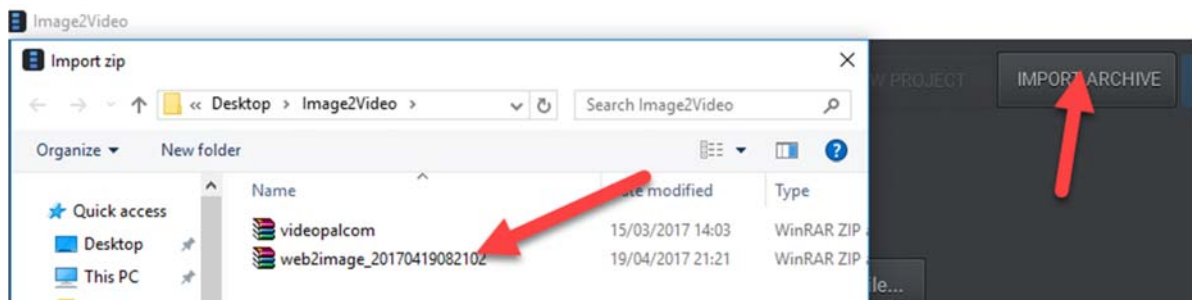 Image2Video
Import zip
W PROJECT
IMPORT ARCHIVE
« Desktop > Image2Video >
Search Image2Video
Organize
New folder
Name
Date modified
Type
Quick access
videopalcom
15/03/2017 14:03
WinRAR ZIP
Desktop
web2image_20170419082102
19/04/2017 21:21
WinRAR ZIP
This PC
ile...